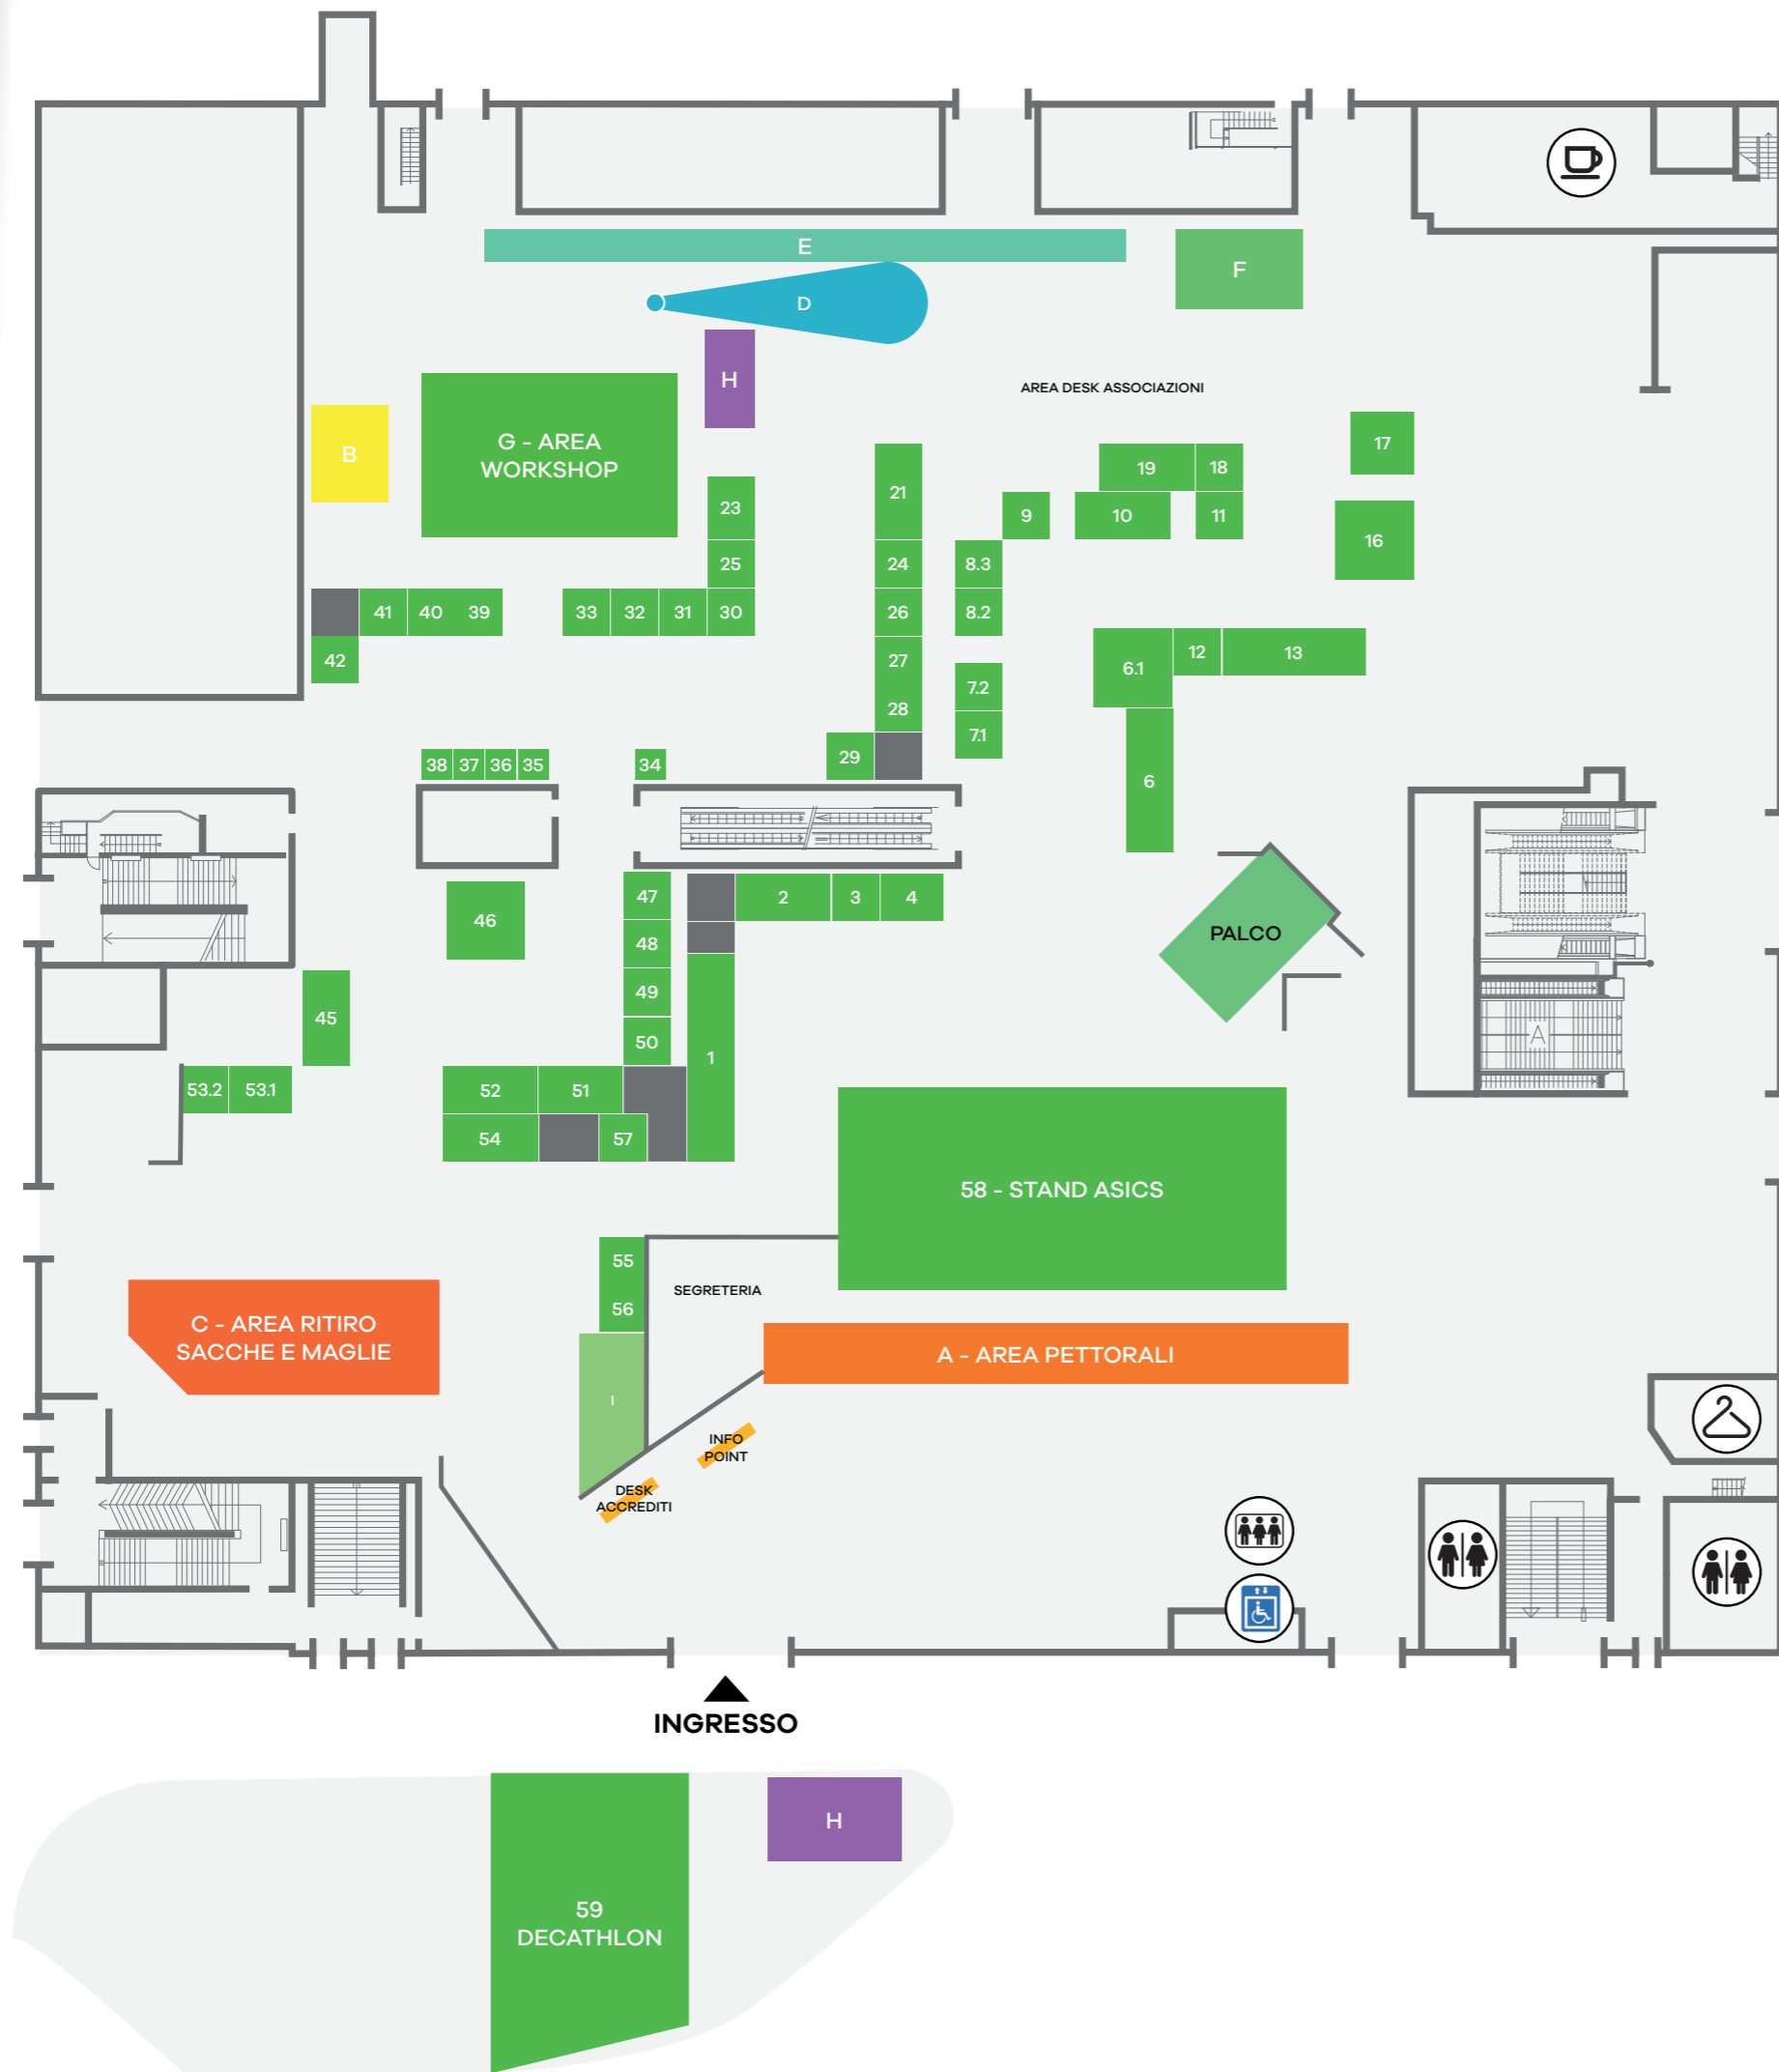 E
F
D
H
AREA DESK ASSOCIAZIONI
B
G - AREA
WORKSHOP
17
19
18
21
23
9
10
11
16
25
24
8.3
41
40
39
33
32
31
30
26
8.2
42
27
6.1
12
13
7.2
28
7.1
38
37
36
35
34
29
6
47
2
3
4
46
48
PALCO
49
45
50
1
A
53.2
53.1
52
51
54
57
58 - STAND ASICS
55
SEGRETERIA
56
C - AREA RITIRO
SACCHE E MAGLIE
A - AREA PETTORALI
I
INFO
POINT
DESK
ACCREDITI
INGRESSO
H
59
DECATHLON